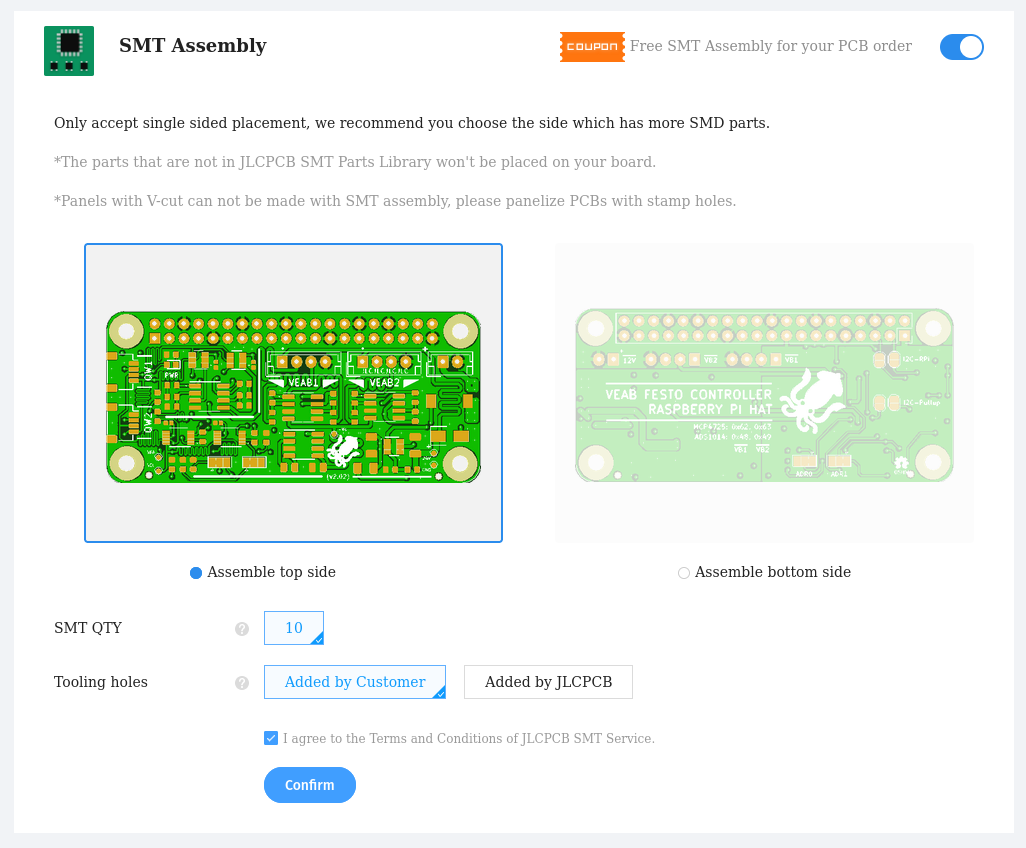 SMT Assembly
COUPON Free SMT Assembly for your PCB order
Only accept single sided placement, we recommend you choose the side which has more SMD parts.
*The parts that are not in JLCPCB SMT Parts Library won't be placed on your board.
*Panels with V-cut can not be made with SMT assembly, please panelize PCBs with stamp holes.
QW1
PWR
QW2
VEAB1
VEAB2
(v2.02)
12V
VB2
VB1
I2C-RPi
VEAB FESTO CONTROLLER
RASPBERRY PI HAT
I2C-PullUp
MCP4725: 0x62, 0x63
ADS1014: 0x48, 0x49
VB1 VB2
ADR0 ADR1
Assemble top side
Assemble bottom side
SMT QTY ? 10
Tooling holes ? Added by Customer Added by JLCPCB
I agree to the Terms and Conditions of JLCPCB SMT Service.
Confirm